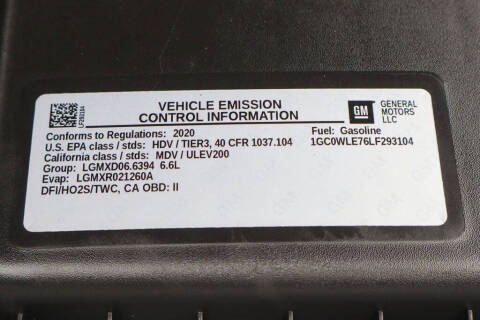 LF293104
VEHICLE EMISSION
CONTROL INFORMATION
GM
GENERAL
MOTORS
LLC
Conforms to Regulations: 2020
Fuel: Gasoline
U.S. EPA class / stds: HDV / TIER3, 40 CFR 1037.104
1GC0WLE76LF293104
California class / stds: MDV / ULEV200
Group: LGMXD06.6394 6.6L
Evap: LGMXR021260A
DFI/HO2S/TWC, CA OBD: II